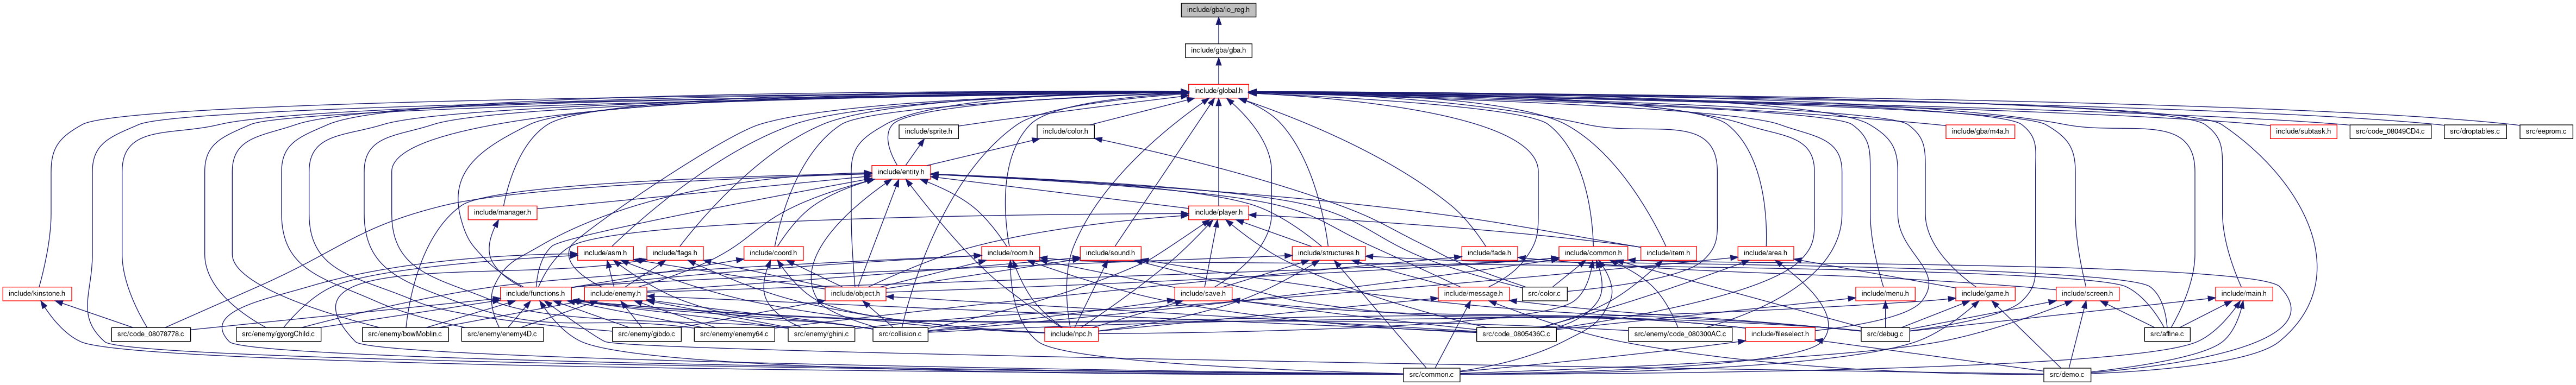 include/gba/io_reg.h
include/gba/gba.h
include/global.h
include/sprite.h
include/color.h
include/gba/m4a.h
include/subtask.h
src/code_08049CD4.c
src/droptables.c
src/eeprom.c
include/entity.h
include/manager.h
include/player.h
include/asm.h
include/flags.h
include/coord.h
include/room.h
include/sound.h
include/structures.h
include/fade.h
include/common.h
include/item.h
include/area.h
include/kinstone.h
include/functions.h
include/enemy.h
include/object.h
include/save.h
include/message.h
src/color.c
include/menu.h
include/game.h
include/screen.h
include/main.h
src/code_08078778.c
src/enemy/gyorgChild.c
src/enemy/bowMoblin.c
src/enemy/enemy4D.c
src/enemy/gibdo.c
src/enemy/enemy64.c
src/enemy/ghini.c
src/collision.c
include/npc.h
src/code_0805436C.c
src/enemy/code_080300AC.c
include/fileselect.h
src/debug.c
src/affine.c
src/common.c
src/demo.c